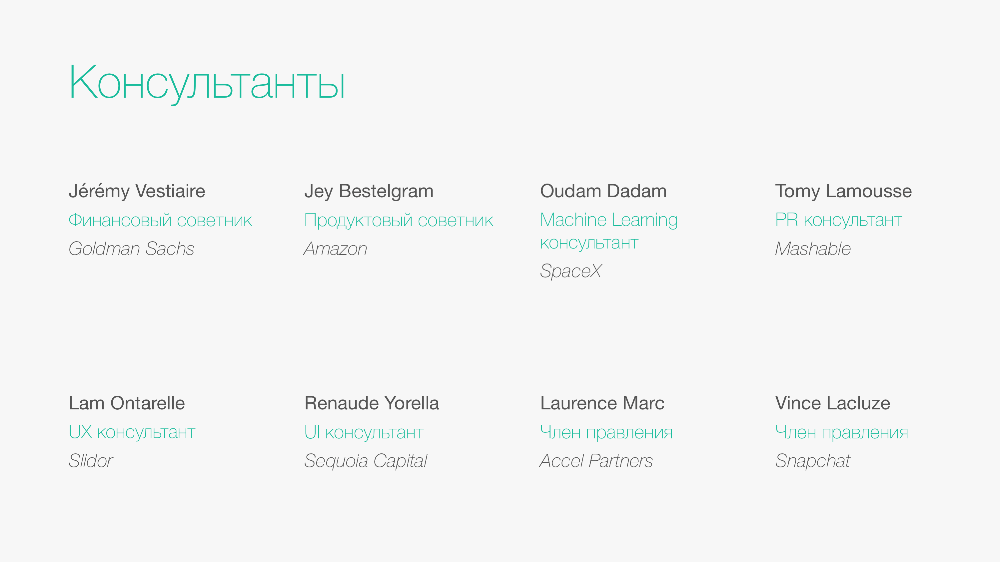 Консультанты
Jérémy Vestiaire
Финансовый советник
Goldman Sachs
Jey Bestelgram
Продуктовый советник
Amazon
Oudam Dadam
Machine Learning
консультант
SpaceX
Tomy Lamousse
PR консультант
Mashable
Lam Ontarelle
UX консультант
Slidor
Renaude Yorella
UI консультант
Sequoia Capital
Laurence Marc
Член правления
Accel Partners
Vince Lacluze
Член правления
Snapchat